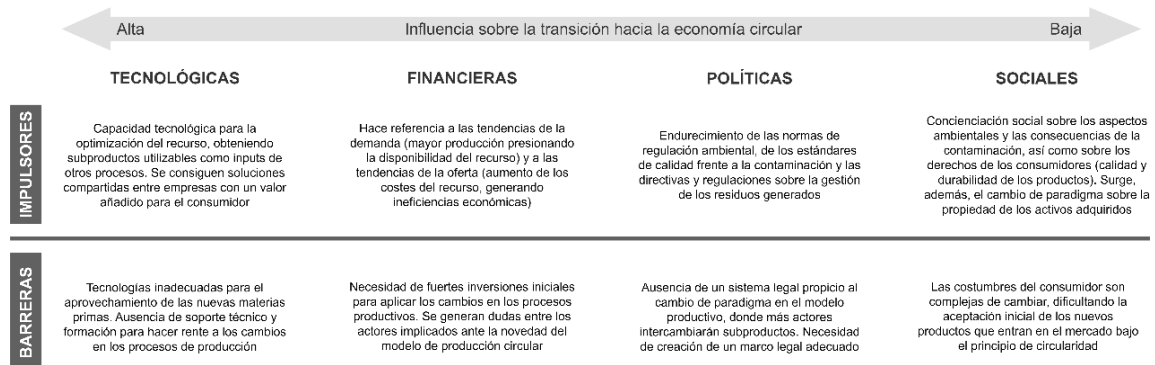 Alta
Influencia sobre la transición hacia la economía circular
Baja
TECNOLÓGICAS
FINANCIERAS
POLÍTICAS
SOCIALES
IMPULSORES
Capacidad tecnológica para la
optimización del recurso, obteniendo
subproductos utilizables como inputs de
otros procesos. Se consiguen soluciones
compartidas entre empresas con un valor
añadido para el consumidor
Hace referencia a las tendencias de la
demanda (mayor producción presionando
la disponibilidad del recurso) y a las
tendencias de la oferta (aumento de los
costes del recurso, generando
ineficiencias económicas)
Endurecimiento de las normas de
regulación ambiental, de los estándares
de calidad frente a la contaminación y las
directivas y regulaciones sobre la gestión
de los residuos generados
Concienciación social sobre los aspectos
ambientales y las consecuencias de la
contaminación, así como sobre los
derechos de los consumidores (calidad y
durabilidad de los productos). Surge,
además, el cambio de paradigma sobre la
propiedad de los activos adquiridos
BARRERAS
Tecnologías inadecuadas para el
aprovechamiento de las nuevas materias
primas. Ausencia de soporte técnico y
formación para hacer rente a los cambios
en los procesos de producción
Necesidad de fuertes inversiones iniciales
para aplicar los cambios en los procesos
productivos. Se generan dudas entre los
actores implicados ante la novedad del
modelo de producción circular
Ausencia de un sistema legal propicio al
cambio de paradigma en el modelo
productivo, donde más actores
intercambiarán subproductos. Necesidad
de creación de un marco legal adecuado
Las costumbres del consumidor son
complejas de cambiar, dificultando la
aceptación inicial de los nuevos
productos que entran en el mercado bajo
el principio de circularidad